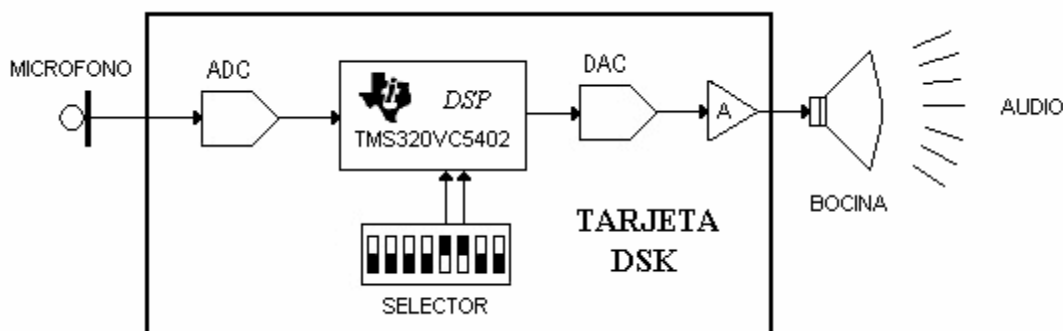 MICROFONO
ADC
DSP
TMS320VC5402
DAC
A
AUDIO
BOCINA
TARJETA
DSK
SELECTOR